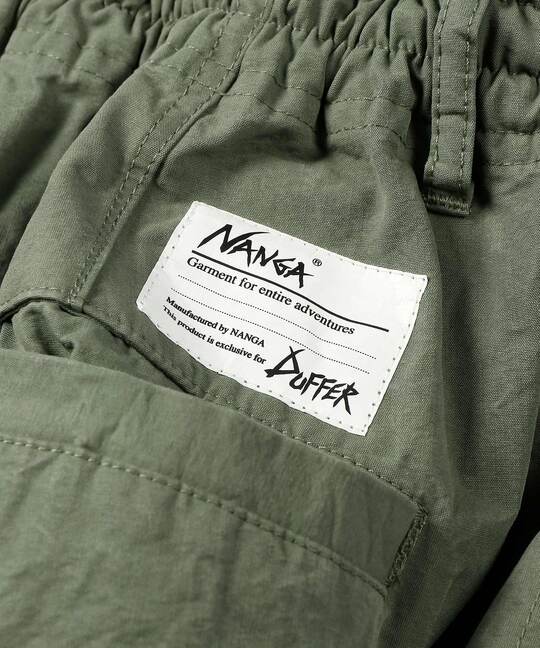 NANGA®
Garment for entire adventures
Manufactured by NANGA
This product is exclusive for
DUFFER